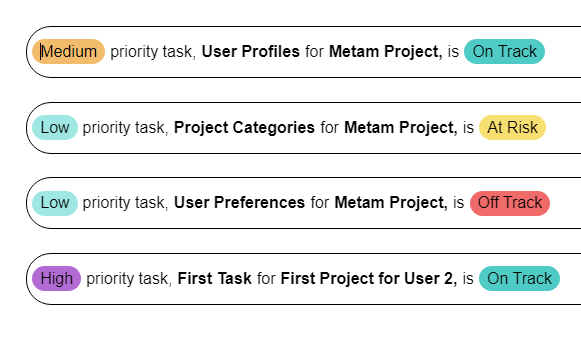 Medium priority task, User Profiles for Metam Project, is On Track
Low priority task, Project Categories for Metam Project, is At Risk
Low priority task, User Preferences for Metam Project, is Off Track
High priority task, First Task for First Project for User 2, is On Track